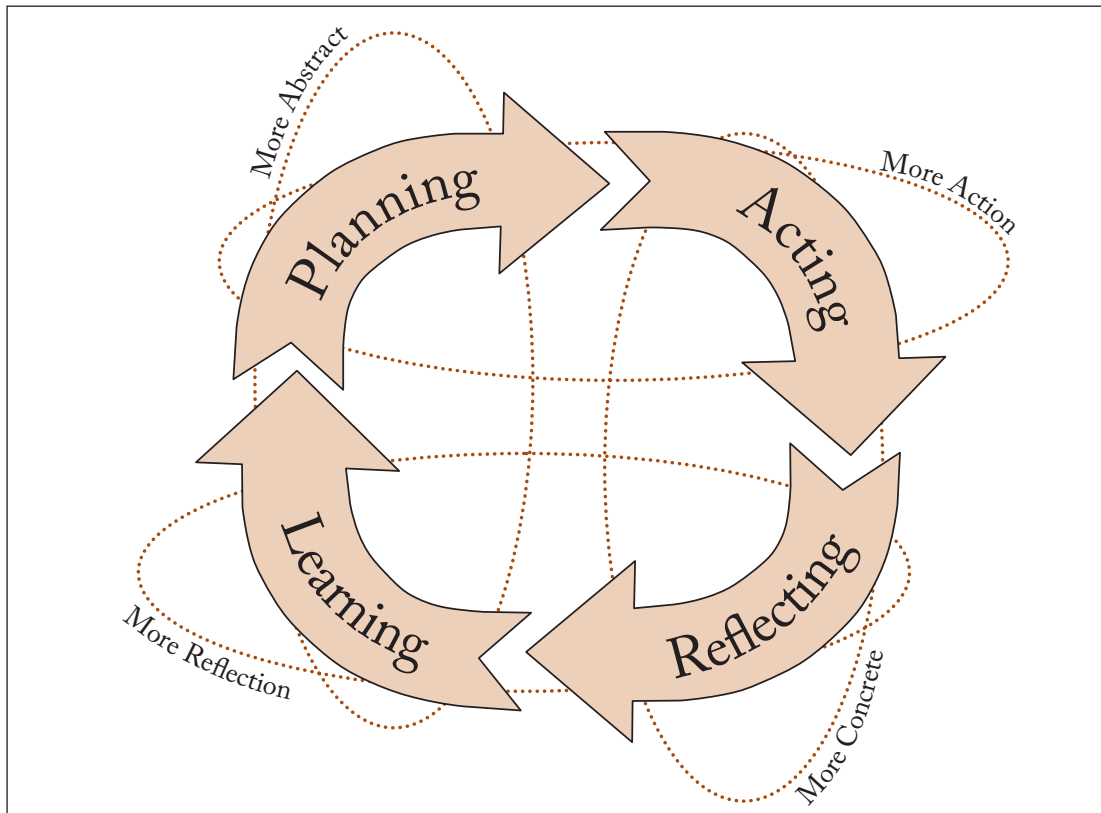 More Abstract
More Action
Planning
Acting
Learning
Reflecting
More Reflection
More Concrete